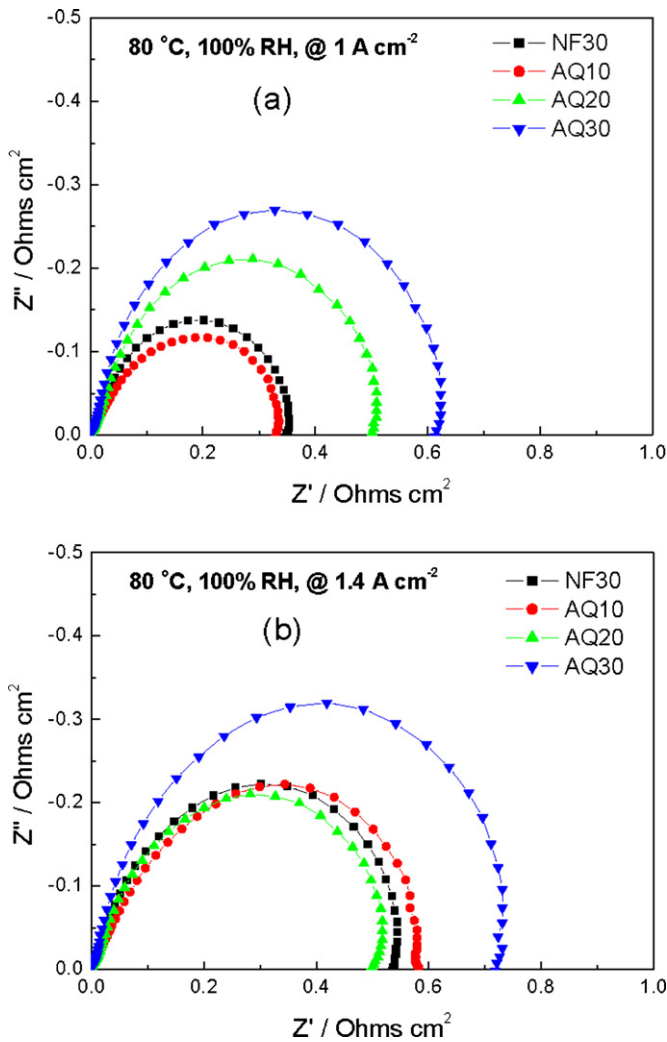 -0.5
-0.4
-0.3
-0.2
-0.1
0.0
Z'' / Ohms cm²
80 °C, 100% RH, @ 1 A cm⁻²
(a)
NF30
AQ10
AQ20
AQ30
0.0 0.2 0.4 0.6 0.8 1.0
Z' / Ohms cm²
-0.5
-0.4
-0.3
-0.2
-0.1
0.0
Z'' / Ohms cm²
80 °C, 100% RH, @ 1.4 A cm⁻²
(b)
NF30
AQ10
AQ20
AQ30
0.0 0.2 0.4 0.6 0.8 1.0
Z' / Ohms cm²